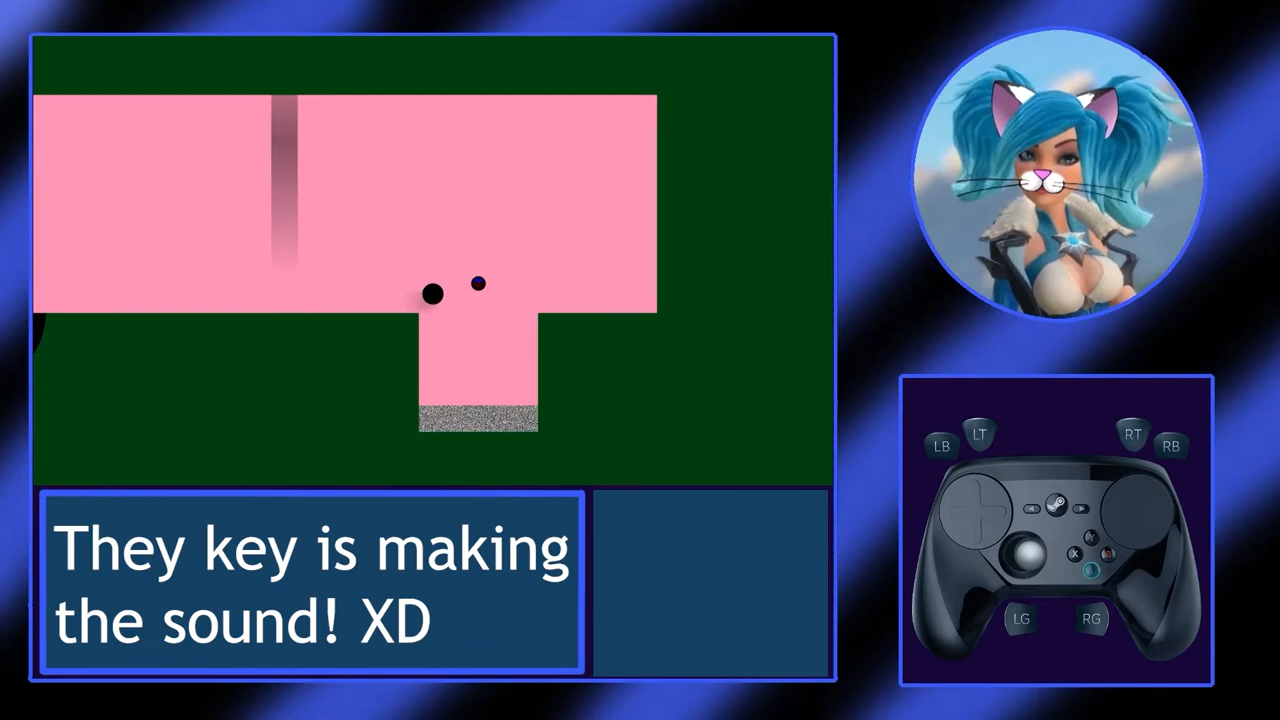 They key is making
the sound! XD
LB
LT
RT
RB
Y
X
B
LG
RG